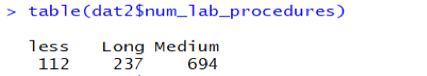 > table(dat2$num_lab_procedures)
less Long Medium
112 237 694